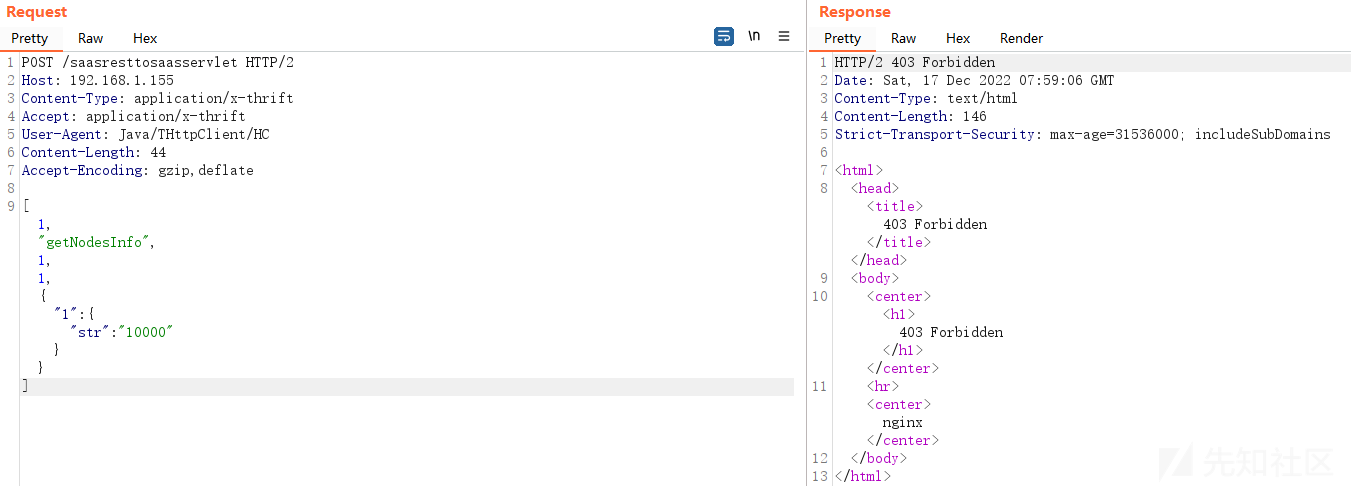 Request
Pretty Raw Hex \n
1 POST /saasresttosaasservlet HTTP/2
2 Host: 192.168.1.155
3 Content-Type: application/x-thrift
4 Accept: application/x-thrift
5 User-Agent: Java/THttpClient/HC
6 Content-Length: 44
7 Accept-Encoding: gzip,deflate
8
9 [
1,
"getNodesInfo",
1,
1,
{
"1":{
"str":"10000"
}
}
]
Response
Pretty Raw Hex Render
1 HTTP/2 403 Forbidden
2 Date: Sat, 17 Dec 2022 07:59:06 GMT
3 Content-Type: text/html
4 Content-Length: 146
5 Strict-Transport-Security: max-age=31536000; includeSubDomains
6
7 <html>
8 <head>
<title>
403 Forbidden
</title>
</head>
9 <body>
10 <center>
<h1>
403 Forbidden
</h1>
</center>
11 <hr>
<center>
nginx
</center>
12 </body>
13 </html>
先知社区